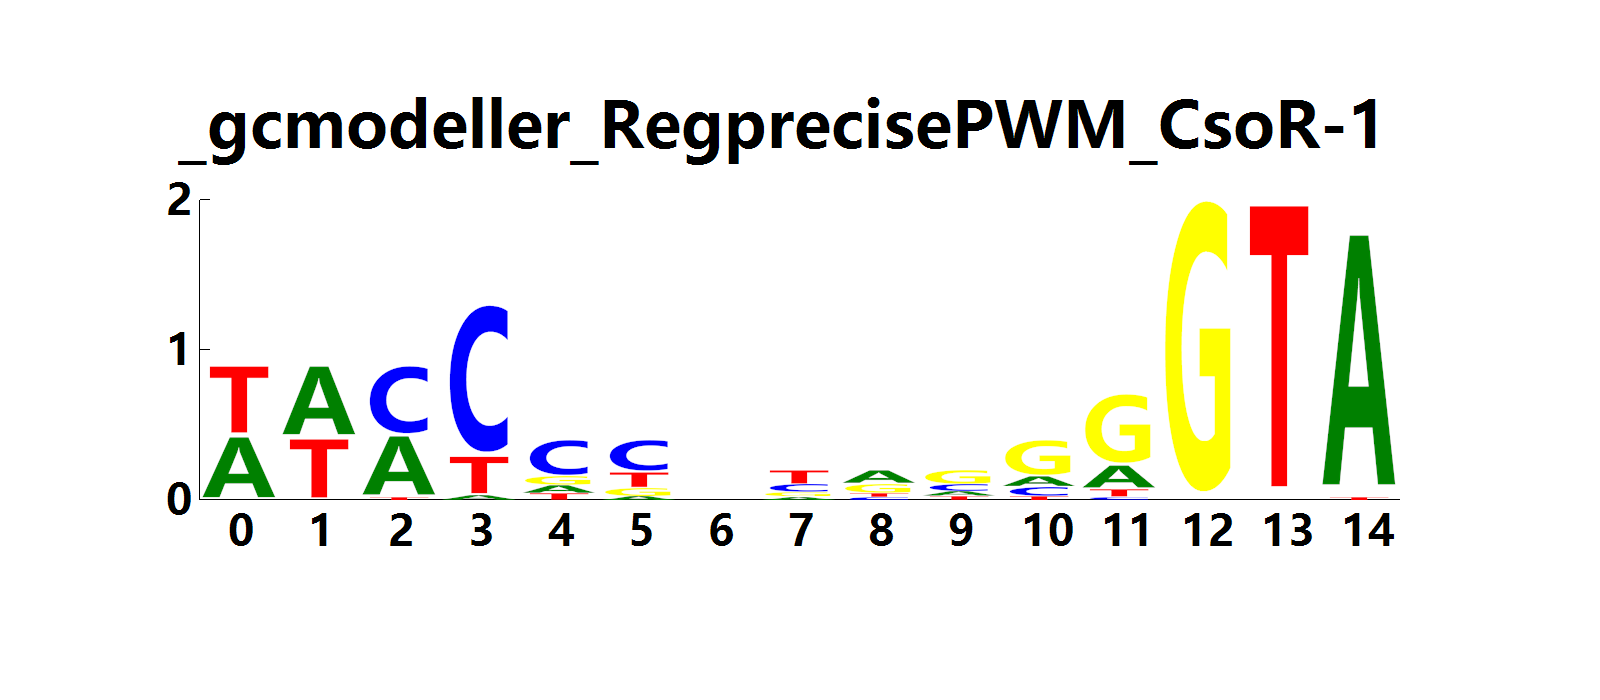 _gcmodeller_RegprecisePWM_CsoR-1
2
1
0
T A C C C C T A G G G G T A
A T A T G T C G C A A
A A G G T A C T
T A A C T T C T
0 1 2 3 4 5 6 7 8 9 10 11 12 13 14